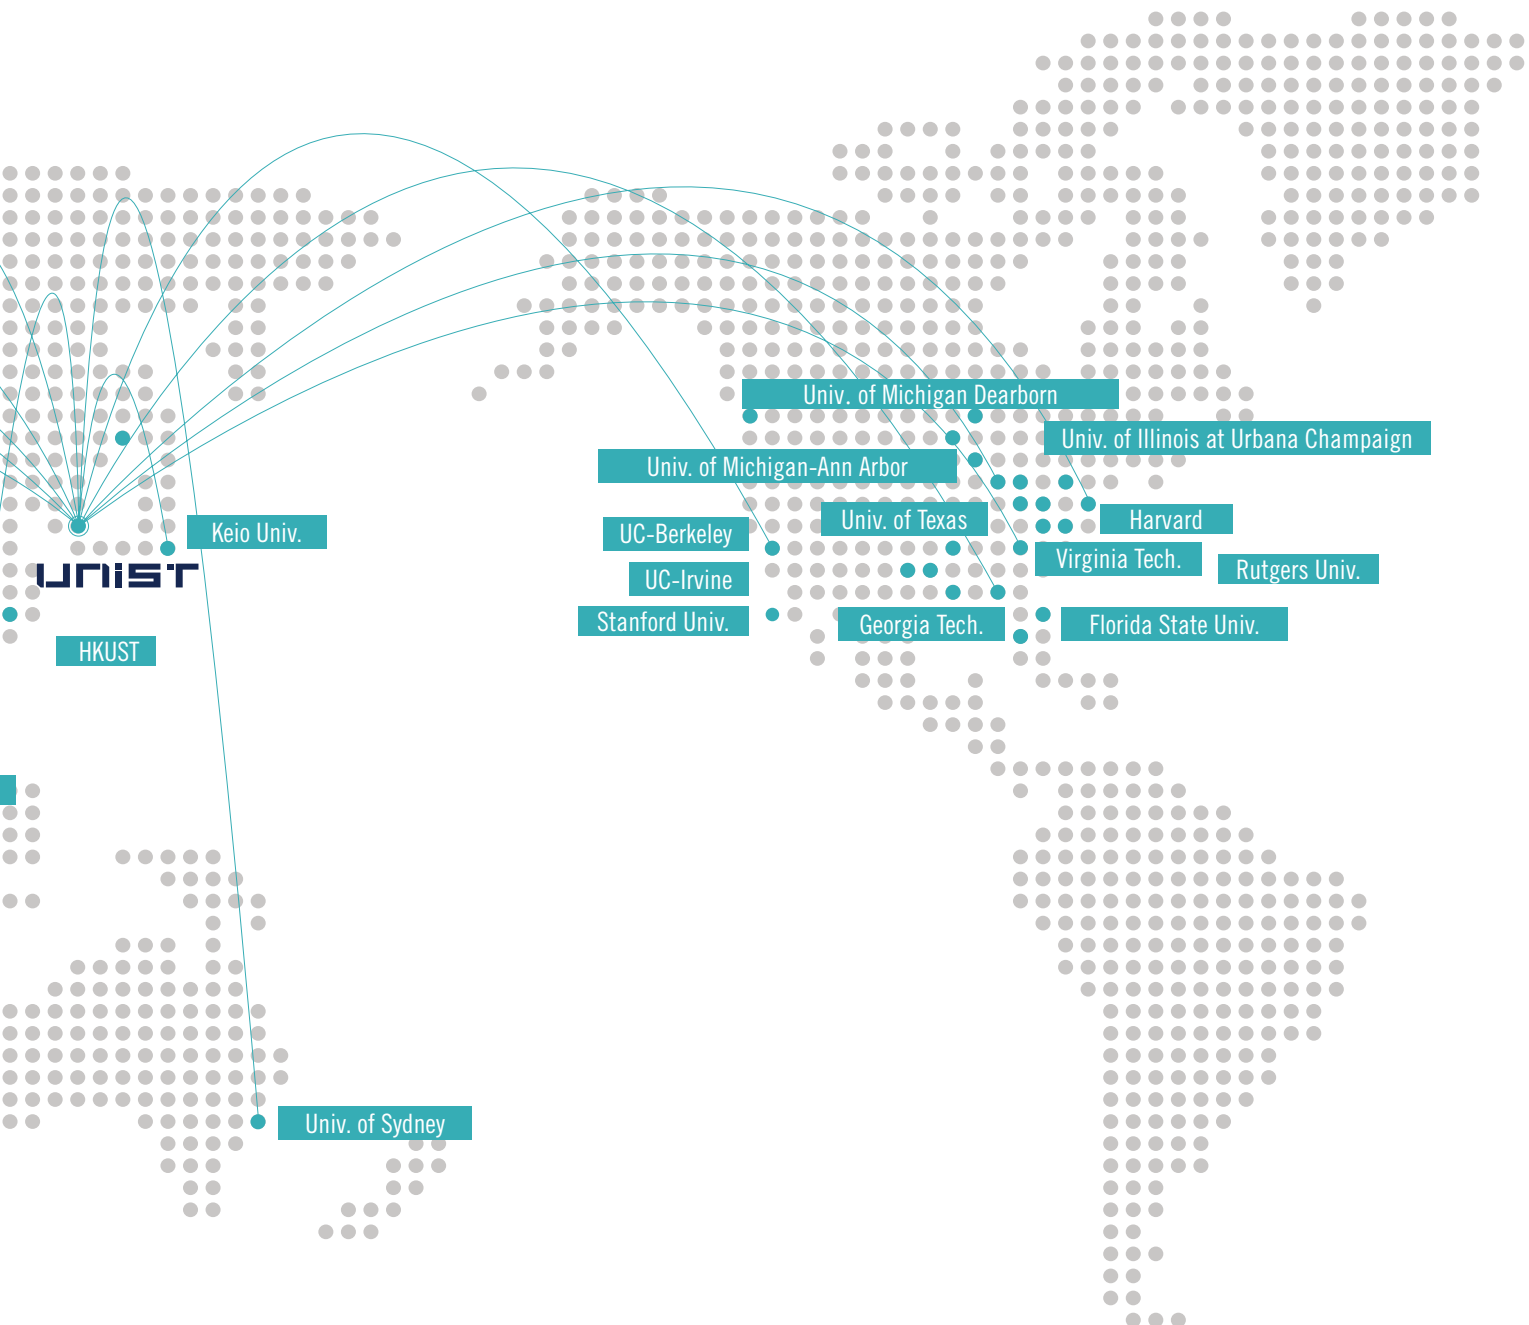 Univ. of Michigan Dearborn
Univ. of Illinois at Urbana Champaign
Univ. of Michigan-Ann Arbor
Univ. of Texas
Harvard
Keio Univ.
UC-Berkeley
Virginia Tech.
Rutgers Univ.
UNIST
UC-Irvine
Stanford Univ.
Georgia Tech.
Florida State Univ.
HKUST
Univ. of Sydney